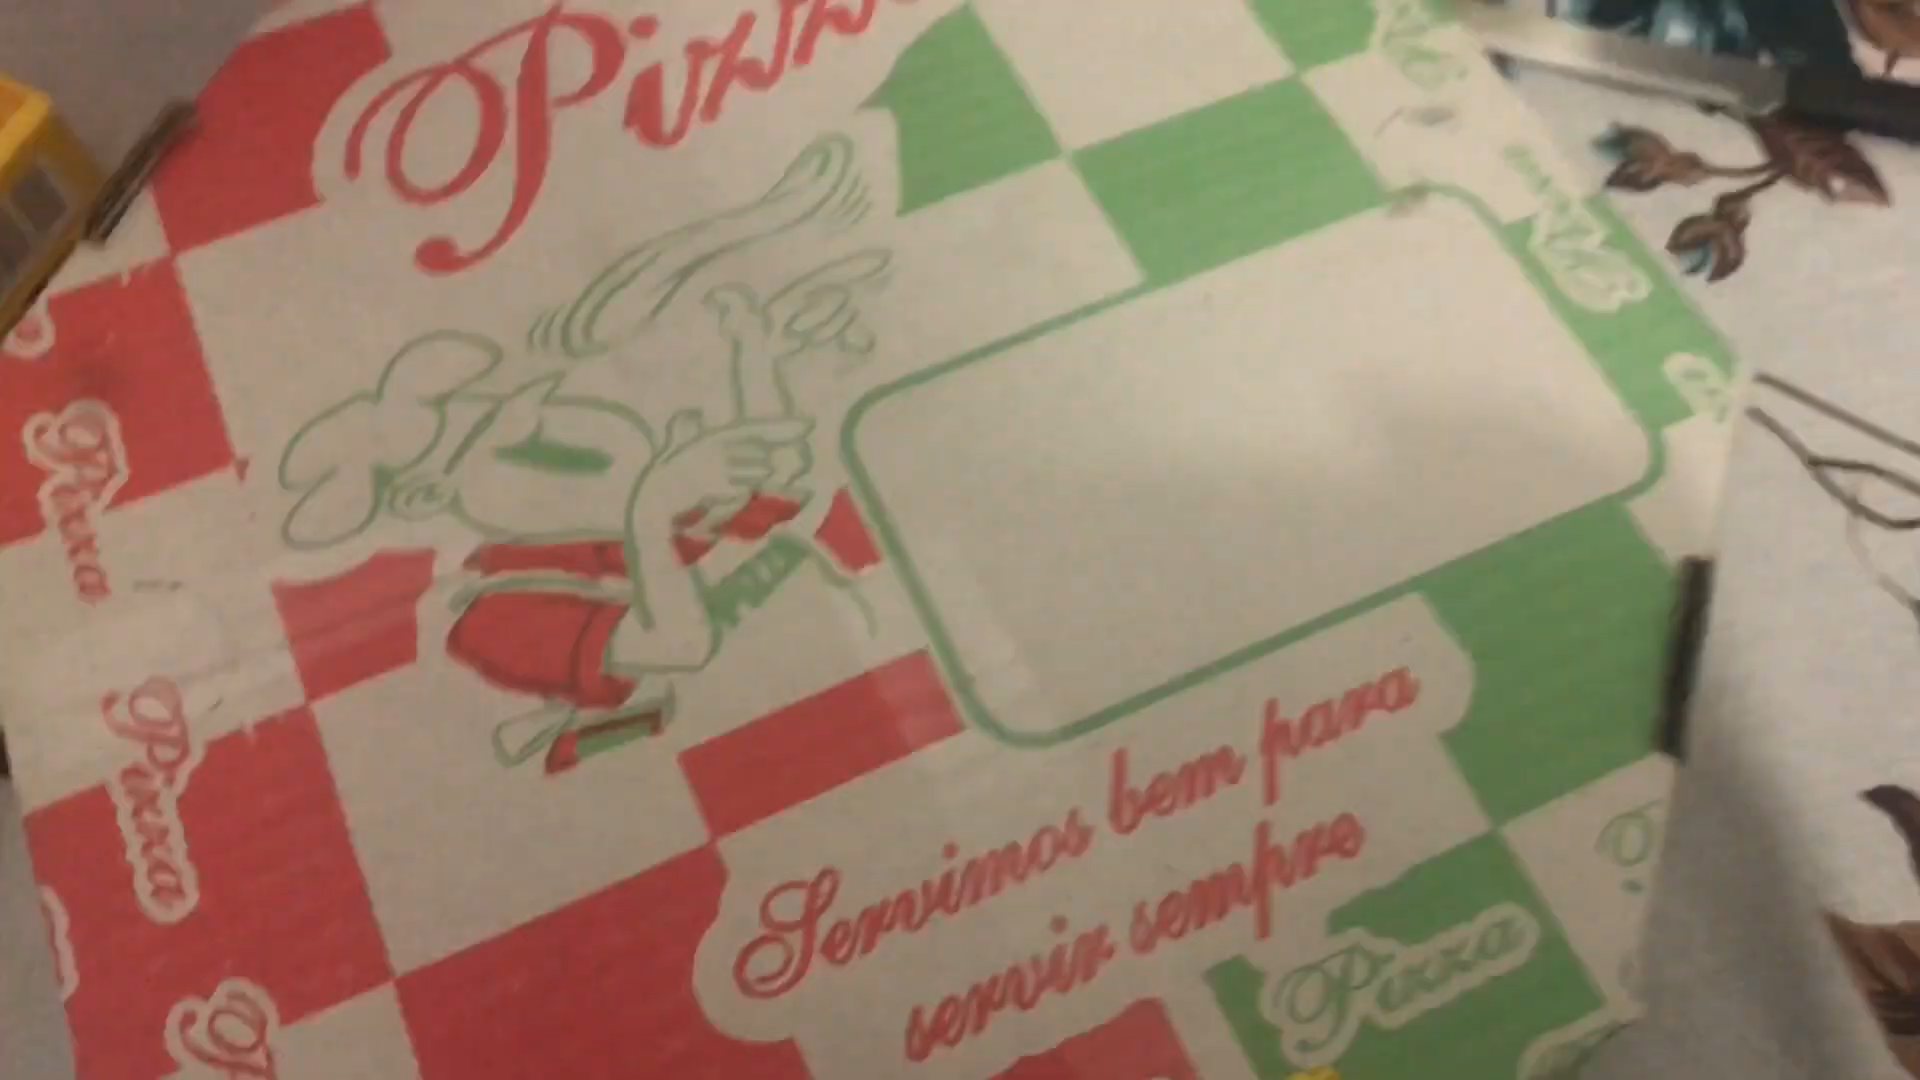 Pizza
Pizza
Pizza
Servimos bem para
servir sempre
Pizza